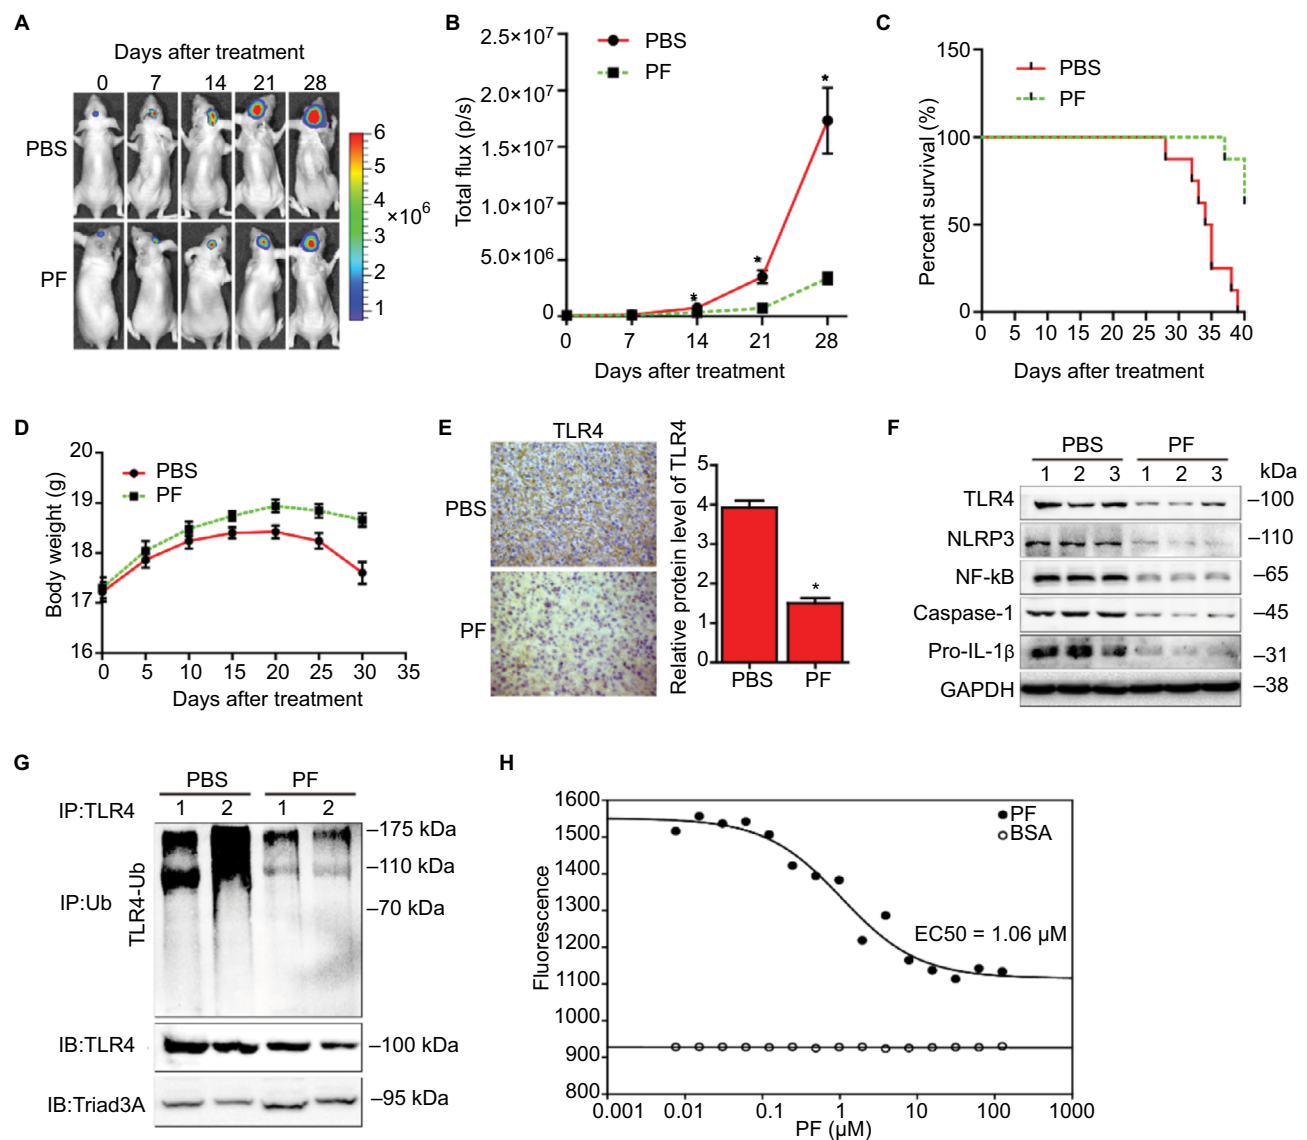 A
Days after treatment
0 7 14 21 28
PBS
PF
6
5
4
×10⁶
3
2
1
B
2.5×10⁷
2.0×10⁷
1.5×10⁷
1.0×10⁷
5.0×10⁶
0
Total flux (p/s)
PBS
PF
*
*
*
0 7 14 21 28
Days after treatment
C
150
100
50
0
Percent survival (%)
PBS
PF
0 5 10 15 20 25 30 35 40
Days after treatment
D
20
19
18
17
16
Body weight (g)
PBS
PF
0 5 10 15 20 25 30 35
Days after treatment
E
TLR4
PBS
PF
Relative protein level of TLR4
5
4
3
2
1
0
*
PBS PF
F
PBS PF
1 2 3 1 2 3 kDa
TLR4 –100
NLRP3 –110
NF-kB –65
Caspase-1 –45
Pro-IL-1β –31
GAPDH –38
G
PBS PF
IP:TLR4 1 2 1 2
–175 kDa
–110 kDa
IP:Ub
TLR4-Ub
–70 kDa
IB:TLR4 –100 kDa
IB:Triad3A –95 kDa
H
1600
1500
1400
1300
1200
1100
1000
900
800
Fluorescence
PF
BSA
EC50 = 1.06 µM
0.001 0.01 0.1 1 10 100 1000
PF (µM)